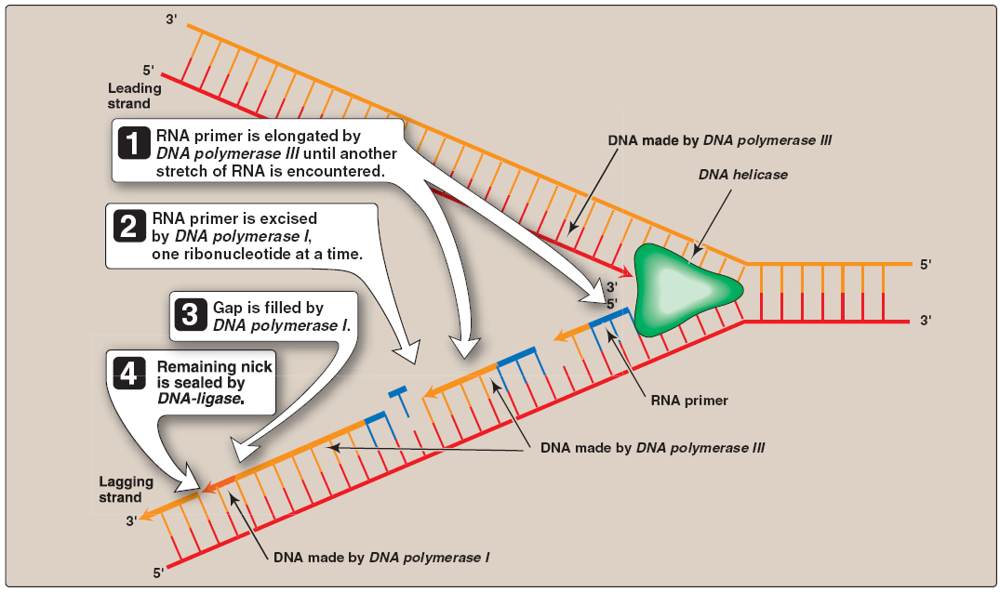 3'
5'
Leading
strand
1 RNA primer is elongated by
DNA polymerase III until another
stretch of RNA is encountered.
DNA made by DNA polymerase III
DNA helicase
2 RNA primer is excised
by DNA polymerase I,
one ribonucleotide at a time.
5'
3'
3'
5'
3 Gap is filled by
DNA polymerase I.
4 Remaining nick
is sealed by
DNA-ligase.
RNA primer
DNA made by DNA polymerase III
Lagging
strand
3'
5'
DNA made by DNA polymerase I